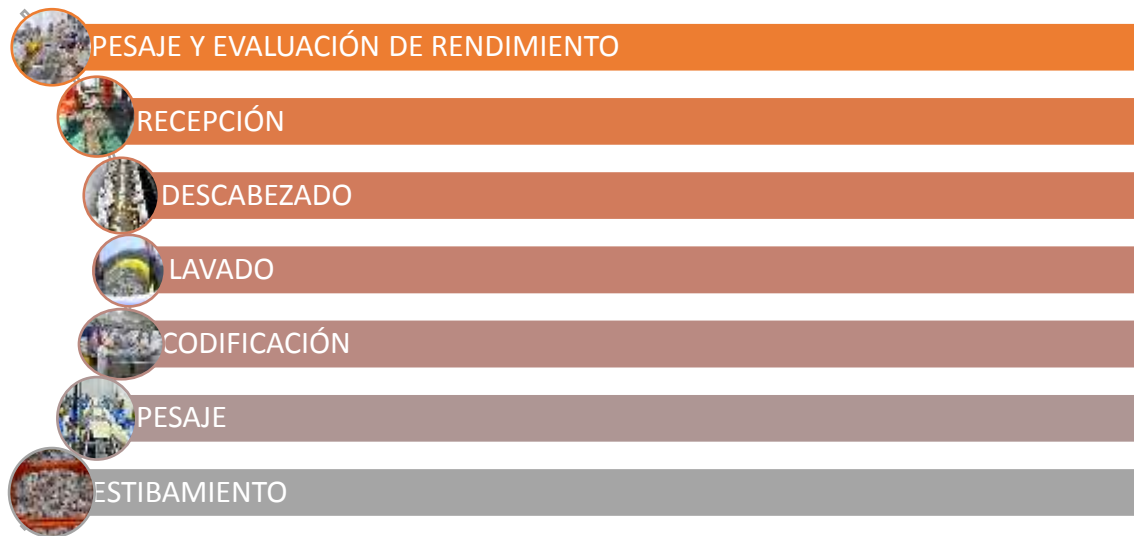 PESAJE Y EVALUACIÓN DE RENDIMIENTO
RECEPCIÓN
DESCABEZADO
LAVADO
CODIFICACIÓN
PESAJE
ESTIBAMIENTO